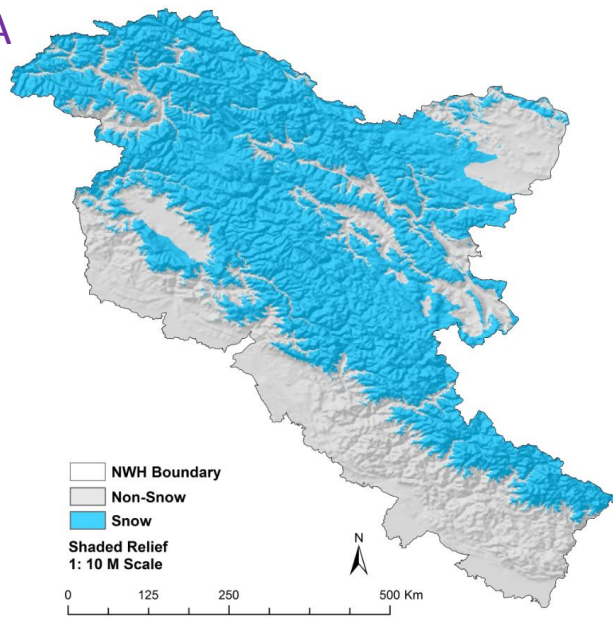 A
NWH Boundary
Non-Snow
Snow
Shaded Relief
1: 10 M Scale
N
0 125 250 500 Km